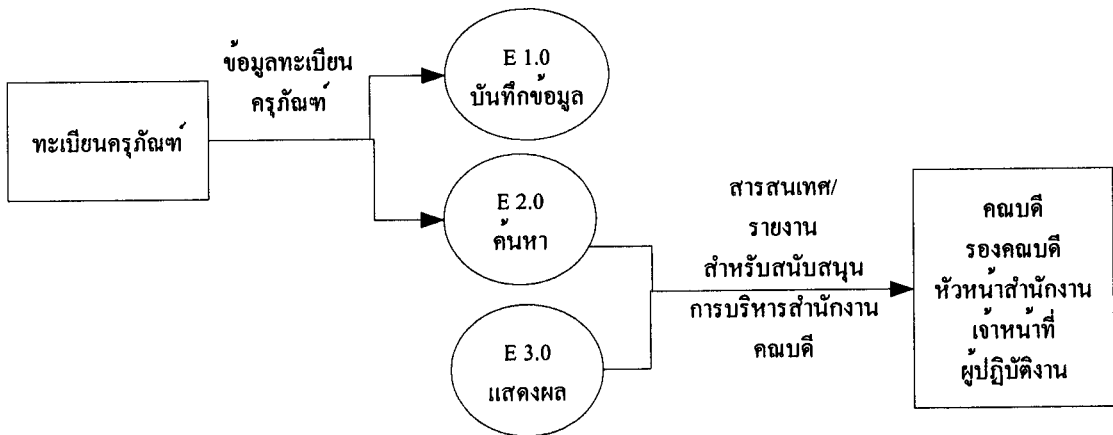 ทะเบียนครุภัณฑ์
ข้อมูลทะเบียน
ครุภัณฑ์
E 1.0
บันทึกข้อมูล
E 2.0
ค้นหา
E 3.0
แสดงผล
สารสนเทศ/
รายงาน
สำหรับสนับสนุน
การบริหารสำนักงาน
คณบดี
คณบดี
รองคณบดี
หัวหน้าสำนักงาน
เจ้าหน้าที่
ผู้ปฏิบัติงาน